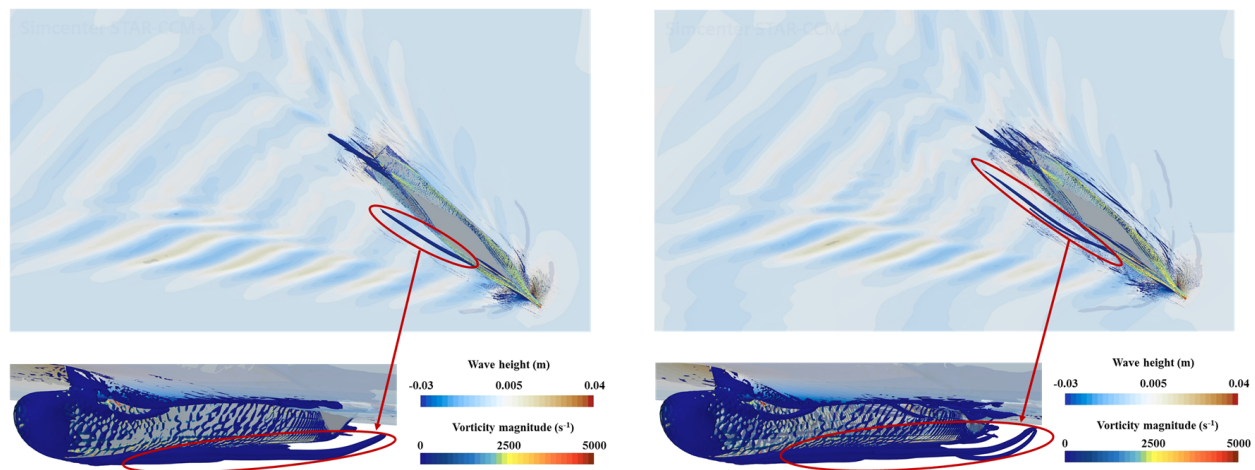 Simcenter STAR-CCM+
Simcenter STAR-CCM+
Wave height (m)
-0.03 0.005 0.04
Vorticity magnitude (s⁻¹)
0 2500 5000
Wave height (m)
-0.03 0.005 0.04
Vorticity magnitude (s⁻¹)
0 2500 5000